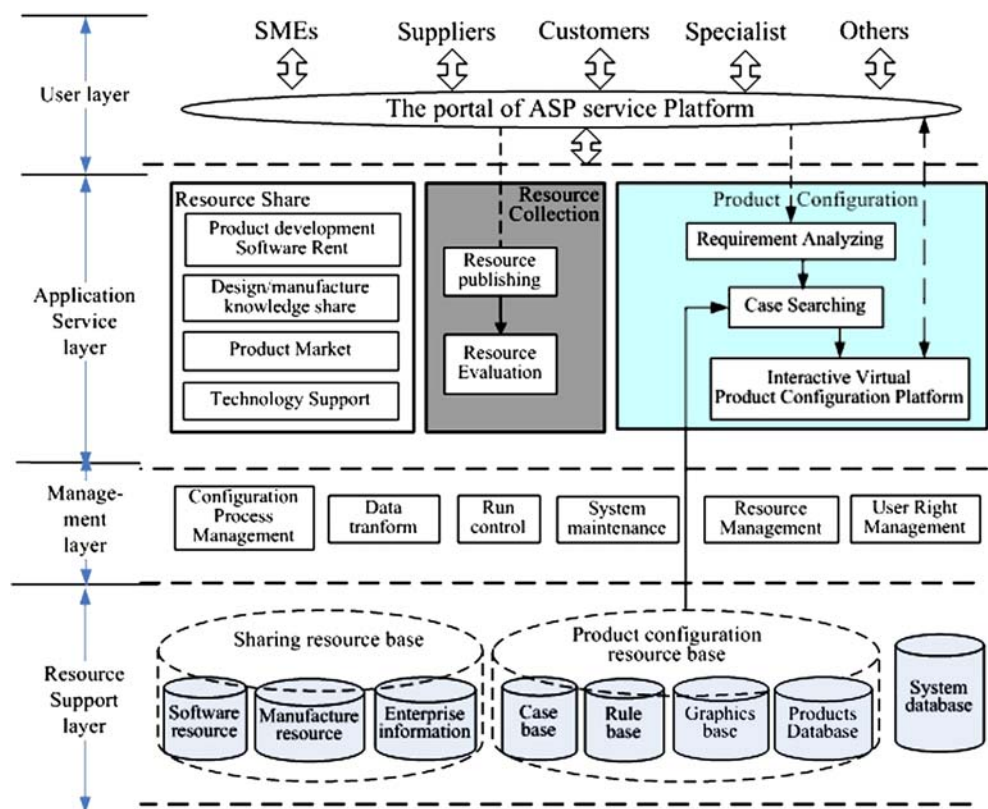 SMEs
Suppliers
Customers
Specialist
Others
User layer
The portal of ASP service Platform
Application
Service
layer
Resource Share
Product development
Software Rent
Design/manufacture
knowledge share
Product Market
Technology Support
Resource
Collection
Resource
publishing
Resource
Evaluation
Product Configuration
Requirement Analyzing
Case Searching
Interactive Virtual
Product Configuration Platform
Manage-
ment
layer
Configuration
Process
Management
Data
tranform
Run
control
System
maintenance
Resource
Management
User Right
Management
Resource
Support
layer
Sharing resource base
Software
resource
Manufacture
resource
Enterprise
information
Product configuration
resource base
Case
base
Rule
base
Graphics
base
Products
Database
System
database